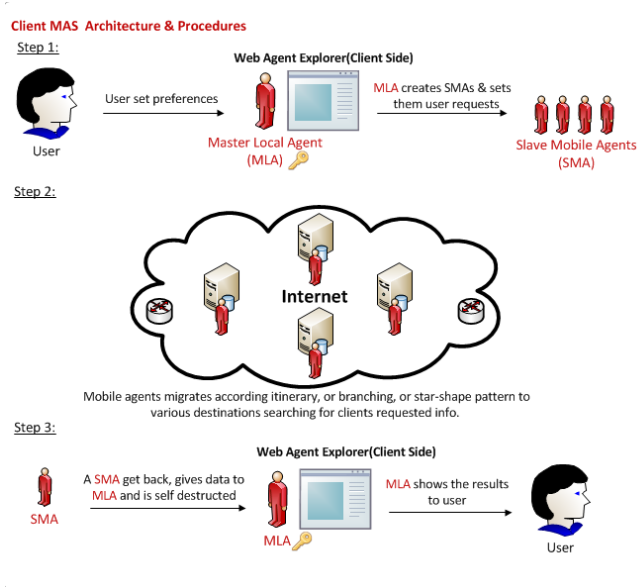 Client MAS Architecture & Procedures
Step 1:
Web Agent Explorer(Client Side)
User set preferences
MLA creates SMAs & sets
them user requests
User
Master Local Agent
(MLA)
Slave Mobile Agents
(SMA)
Step 2:
Internet
Mobile agents migrates according itinerary, or branching, or star-shape pattern to
various destinations searching for clients requested info.
Step 3:
Web Agent Explorer(Client Side)
A SMA get back, gives data to
MLA and is self destructed
MLA shows the results
to user
SMA
MLA
User